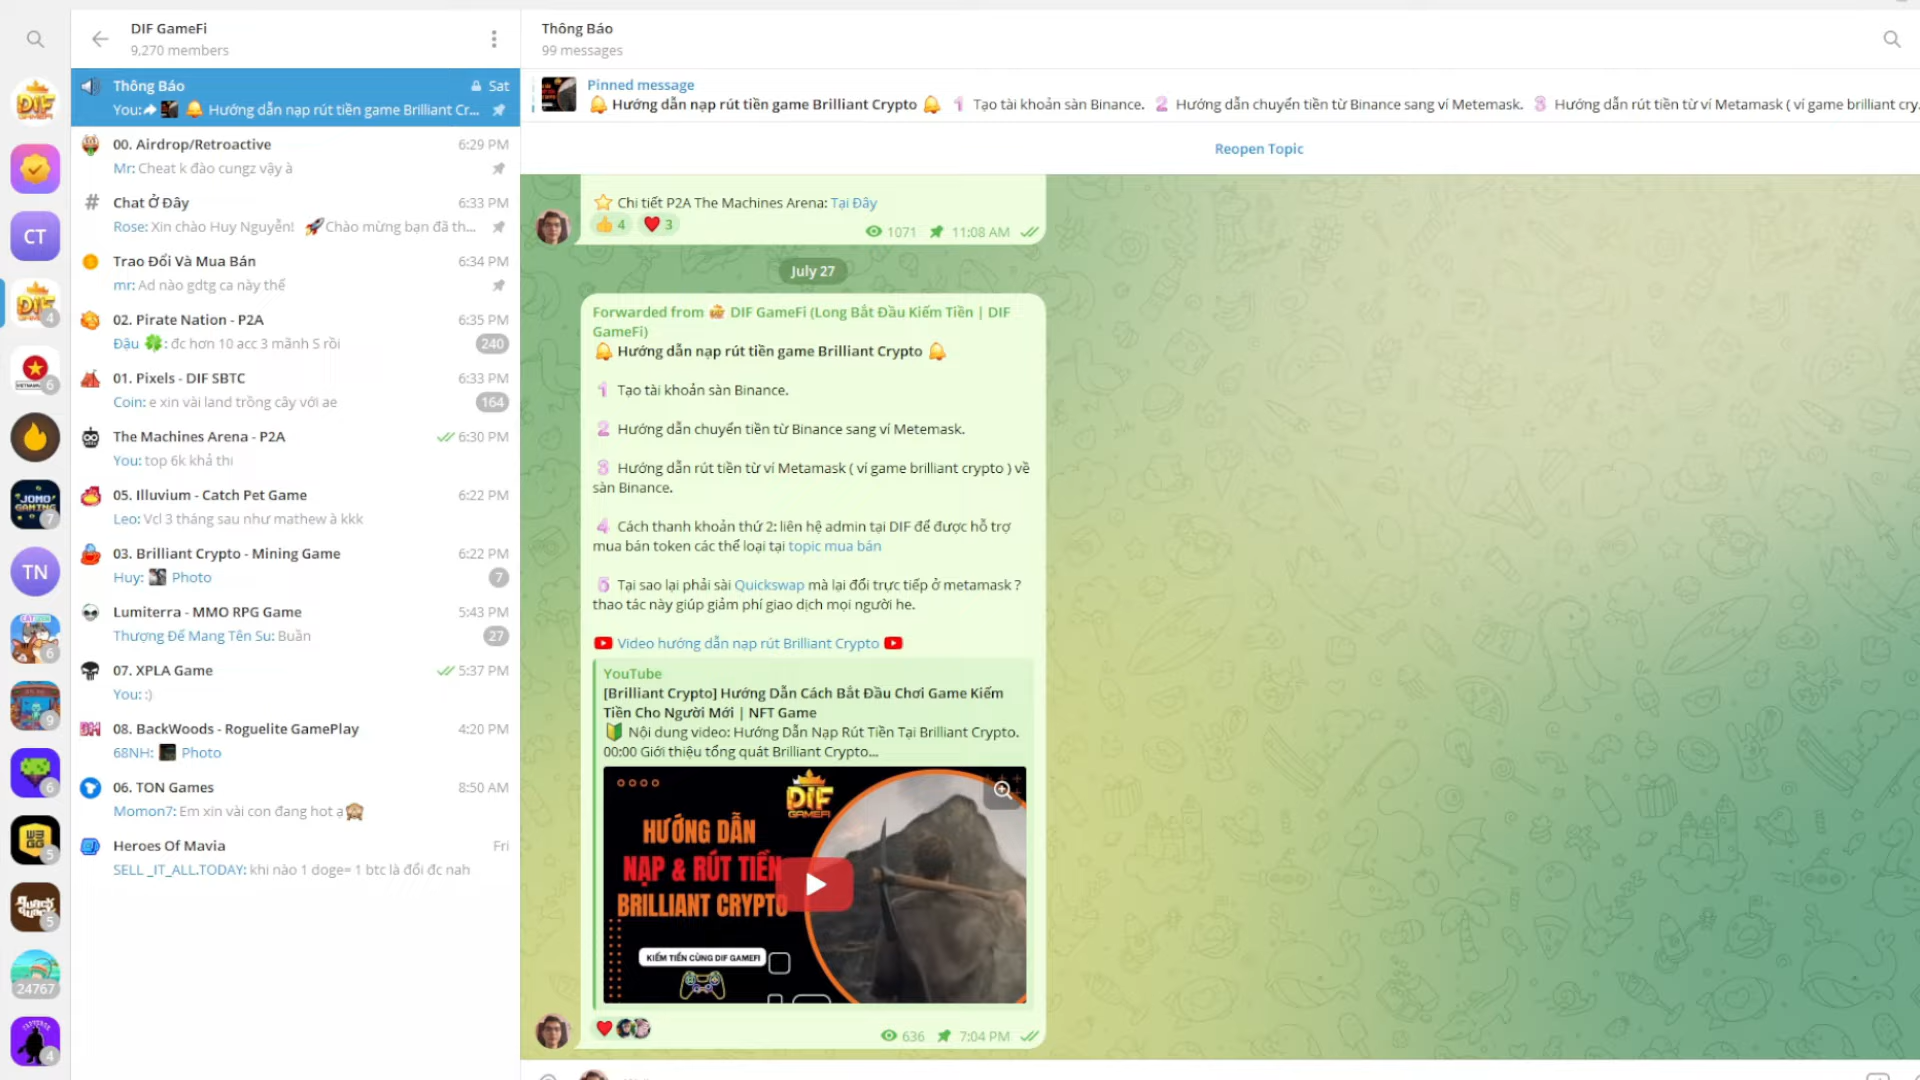 DIF GameFi
9,270 members
Thông Báo
Sat
You: Hướng dẫn nạp rút tiền game Brilliant Cr...
00. Airdrop/Retroactive
6:29 PM
Mr: Cheat k đào cungz vậy à
Chat Ở Đây
6:33 PM
Rose: Xin chào Huy Nguyễn! 🚀Chào mừng bạn đã th...
Trao Đổi Và Mua Bán
6:34 PM
mr: Ad nào gdtg ca này thế
02. Pirate Nation - P2A
6:35 PM
Đậu 🍀: đc hơn 10 acc 3 mãnh S rồi
240
01. Pixels - DIF SBTC
6:33 PM
Coin: e xin vài land trồng cây với ae
164
The Machines Arena - P2A
6:30 PM
You: top 6k khả thi
05. Illuvium - Catch Pet Game
6:22 PM
Leo: Vcl 3 tháng sau như mathew à kkk
03. Brilliant Crypto - Mining Game
6:22 PM
Huy: Photo
7
Lumiterra - MMO RPG Game
5:43 PM
Thượng Đế Mang Tên Su: Buồn
27
07. XPLA Game
5:37 PM
You: :)
08. BackWoods - Roguelite GamePlay
4:20 PM
68NH: Photo
06. TON Games
8:50 AM
Momon7: Em xin vài con đang hot ạ🙈
Heroes Of Mavia
Fri
SELL _IT_ALL.TODAY: khi nào 1 doge= 1 btc là đổi đc nah
DIF
CT
DIF
4
6
JOMO
GAMING
7
TN
6
9
6
5
5
24767
4
Thông Báo
99 messages
Pinned message
🔔 Hướng dẫn nạp rút tiền game Brilliant Crypto 🔔 1 Tạo tài khoản sàn Binance. 2 Hướng dẫn chuyển tiền từ Binance sang ví Metemask. 3 Hướng dẫn rút tiền từ ví Metamask ( ví game brilliant cry
Reopen Topic
⭐ Chi tiết P2A The Machines Arena: Tại Đây
👍 4 ❤ 3
1071 11:08 AM
July 27
Forwarded from DIF GameFi (Long Bắt Đầu Kiếm Tiền | DIF
GameFi)
🔔 Hướng dẫn nạp rút tiền game Brilliant Crypto 🔔
1 Tạo tài khoản sàn Binance.
2 Hướng dẫn chuyển tiền từ Binance sang ví Metemask.
3 Hướng dẫn rút tiền từ ví Metamask ( ví game brilliant crypto ) về
sàn Binance.
4 Cách thanh khoản thứ 2: liên hệ admin tại DIF để được hỗ trợ
mua bán token các thể loại tại topic mua bán
5 Tại sao lại phải sài Quickswap mà lại đổi trực tiếp ở metamask ?
thao tác này giúp giảm phí giao dịch mọi người he.
Video hướng dẫn nạp rút Brilliant Crypto
YouTube
[Brilliant Crypto] Hướng Dẫn Cách Bắt Đầu Chơi Game Kiếm
Tiền Cho Người Mới | NFT Game
🔰 Nội dung video: Hướng Dẫn Nạp Rút Tiền Tại Brilliant Crypto.
00:00 Giới thiệu tổng quát Brilliant Crypto...
DIF
GAMEFI
HƯỚNG DẪN
NẠP & RÚT TIỀN
BRILLIANT CRYPTO
KIẾM TIỀN CÙNG DIF GAMEFI
636 7:04 PM